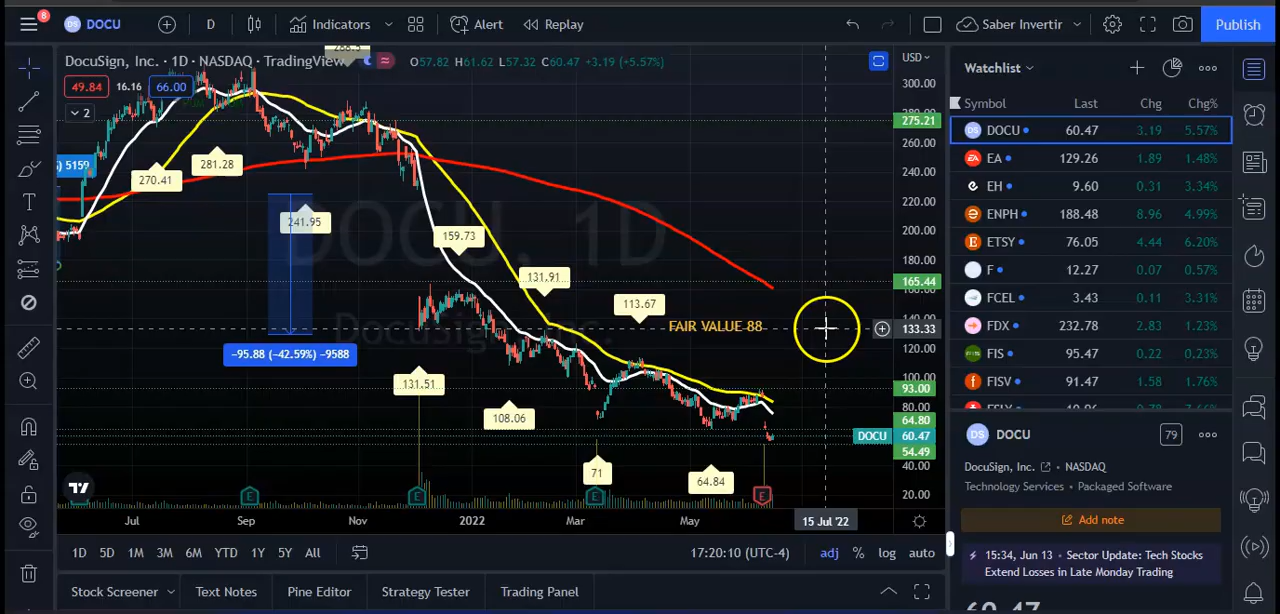 8
DOCU
D
Indicators
Alert
Replay
Saber Invertir
Publish
DocuSign, Inc. · 1D · NASDAQ · TradingView
O57.82 H61.62 L57.32 C60.47 +3.19 (+5.57%)
49.84 16.16 66.00
2
USD
300.00
275.21
260.00
240.00
220.00
200.00
180.00
165.44
133.33
120.00
100.00
93.00
80.00
64.80
DOCU 60.47
54.49
40.00
20.00
5159
270.41
281.28
241.95
159.73
131.91
113.67
FAIR VALUE 88
−95.88 (−42.59%) −9588
131.51
108.06
71
64.84
DOCU, 1D
Docusign, Inc.
E
E
E
E
Jul
Sep
Nov
2022
Mar
May
15 Jul '22
1D 5D 1M 3M 6M YTD 1Y 5Y All
17:20:10 (UTC-4)
adj % log auto
Stock Screener
Text Notes
Pine Editor
Strategy Tester
Trading Panel
Watchlist
Symbol Last Chg Chg%
DOCU 60.47 3.19 5.57%
EA 129.26 1.89 1.48%
EH 9.60 0.31 3.34%
ENPH 188.48 8.96 4.99%
ETSY 76.05 4.44 6.20%
F 12.27 0.07 0.57%
FCEL 3.43 0.11 3.31%
FDX 232.78 2.83 1.23%
FIS 95.47 0.22 0.23%
FISV 91.47 1.58 1.76%
DOCU
79
DocuSign, Inc. · NASDAQ
Technology Services · Packaged Software
Add note
15:34, Jun 13 · Sector Update: Tech Stocks
Extend Losses in Late Monday Trading
60.47